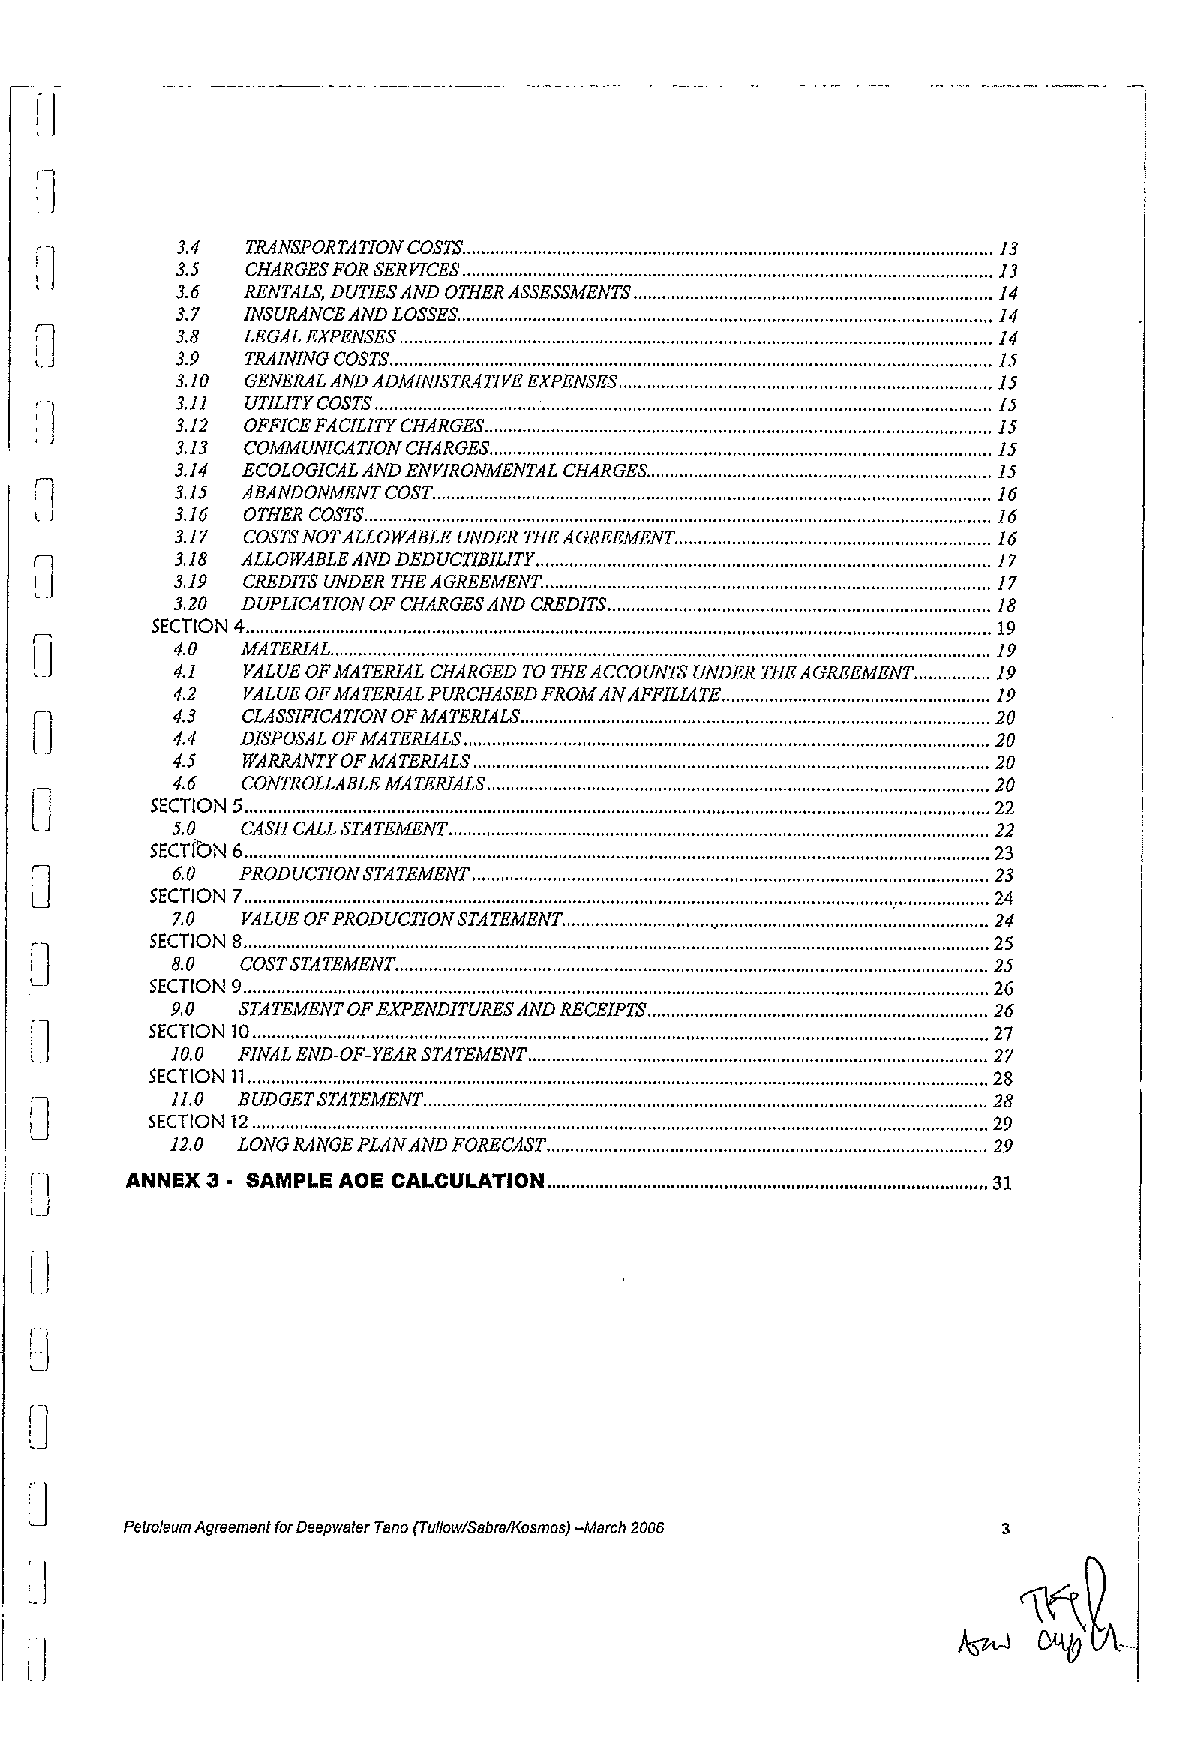 3.4 TRANSPORTATION COSTS 13
3.5 CHARGES FOR SERVICES 13
3.6 RENTALS, DUTIES AND OTHER ASSESSMENTS 14
3.7 INSURANCE AND LOSSES 14
3.8 LEGAL EXPENSES 14
3.9 TRAINING COSTS 15
3.10 GENERAL AND ADMINISTRATIVE EXPENSES 15
3.11 UTILITY COSTS 15
3.12 OFFICE FACILITY CHARGES 15
3.13 COMMUNICATION CHARGES 15
3.14 ECOLOGICAL AND ENVIRONMENTAL CHARGES 15
3.15 ABANDONMENT COST 16
3.16 OTHER COSTS 16
3.17 COSTS NOT ALLOWABLE UNDER THE AGREEMENT 16
3.18 ALLOWABLE AND DEDUCTIBILITY 17
3.19 CREDITS UNDER THE AGREEMENT 17
3.20 DUPLICATION OF CHARGES AND CREDITS 18
SECTION 4 19
4.0 MATERIAL 19
4.1 VALUE OF MATERIAL CHARGED TO THE ACCOUNTS UNDER THE AGREEMENT 19
4.2 VALUE OF MATERIAL PURCHASED FROM AN AFFILIATE 19
4.3 CLASSIFICATION OF MATERIALS 20
4.4 DISPOSAL OF MATERIALS 20
4.5 WARRANTY OF MATERIALS 20
4.6 CONTROLLABLE MATERIALS 20
SECTION 5 22
5.0 CASH CALL STATEMENT 22
SECTION 6 23
6.0 PRODUCTION STATEMENT 23
SECTION 7 24
7.0 VALUE OF PRODUCTION STATEMENT 24
SECTION 8 25
8.0 COST STATEMENT 25
SECTION 9 26
9.0 STATEMENT OF EXPENDITURES AND RECEIPTS 26
SECTION 10 27
10.0 FINAL END-OF-YEAR STATEMENT 27
SECTION 11 28
11.0 BUDGET STATEMENT 28
SECTION 12 29
12.0 LONG RANGE PLAN AND FORECAST 29
ANNEX 3 - SAMPLE AOE CALCULATION 31
Petroleum Agreement for Deepwater Tano (Tullow/Sabre/Kosmos) –March 2006 3